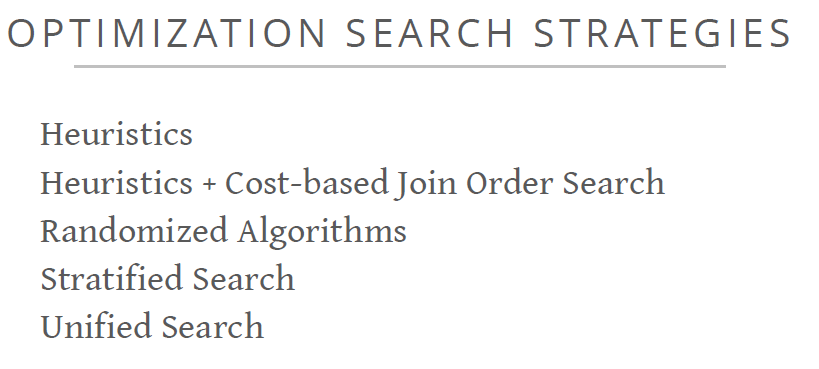 OPTIMIZATION SEARCH STRATEGIES
Heuristics
Heuristics + Cost-based Join Order Search
Randomized Algorithms
Stratified Search
Unified Search